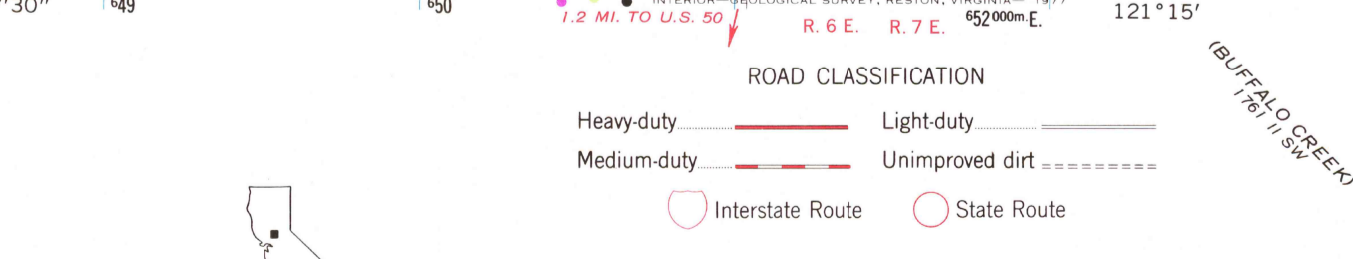 '30"
649
650
INTERIOR—GEOLOGICAL SURVEY, RESTON, VIRGINIA— 1977
1.2 MI. TO U.S. 50
R. 6 E. R. 7 E.
652000m.E.
121°15'
(BUFFALO CREEK)
1761 II SW
ROAD CLASSIFICATION
Heavy-duty Light-duty
Medium-duty Unimproved dirt
Interstate Route State Route